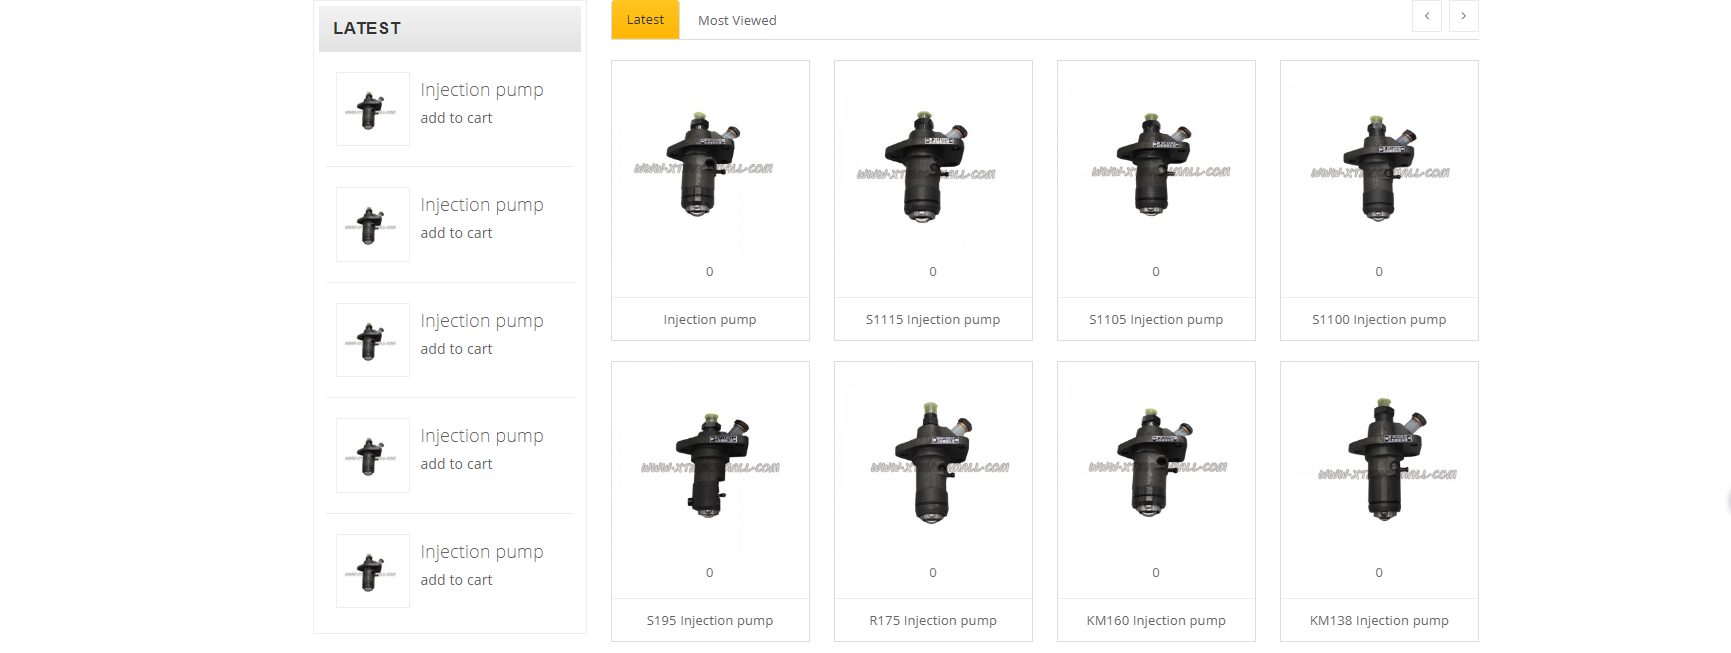 LATEST
Injection pump
add to cart
Injection pump
add to cart
Injection pump
add to cart
Injection pump
add to cart
Injection pump
add to cart
Latest
Most Viewed
0
0
0
0
Injection pump
S1115 Injection pump
S1105 Injection pump
S1100 Injection pump
0
0
0
0
S195 Injection pump
R175 Injection pump
KM160 Injection pump
KM138 Injection pump